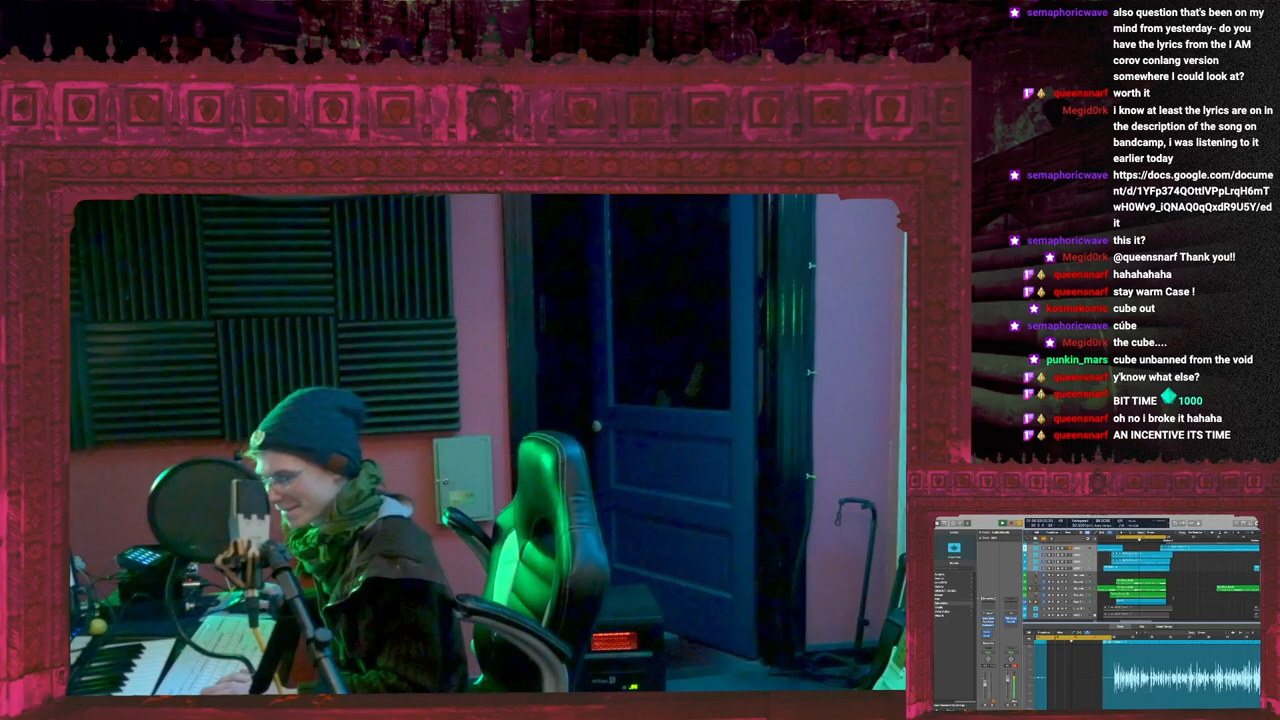 semaphoricwave also question that's been on my
mind from yesterday- do you
have the lyrics from the I AM
corov conlang version
somewhere I could look at?
queensnarf worth it
Megid0rk i know at least the lyrics are on in
the description of the song on
bandcamp, i was listening to it
earlier today
semaphoricwave https://docs.google.com/docume
nt/d/1YFp374QOttlVPpLrqH6mT
wH0Wv9_iQNAQ0qQxdR9U5Y/ed
it
semaphoricwave this it?
Megid0rk @queensnarf Thank you!!
queensnarf hahahahaha
queensnarf stay warm Case !
kosmokomic cube out
semaphoricwave cúbe
Megid0rk the cube....
punkin_mars cube unbanned from the void
queensnarf y'know what else?
queensnarf
BIT TIME 1000
queensnarf oh no i broke it hahaha
queensnarf AN INCENTIVE ITS TIME